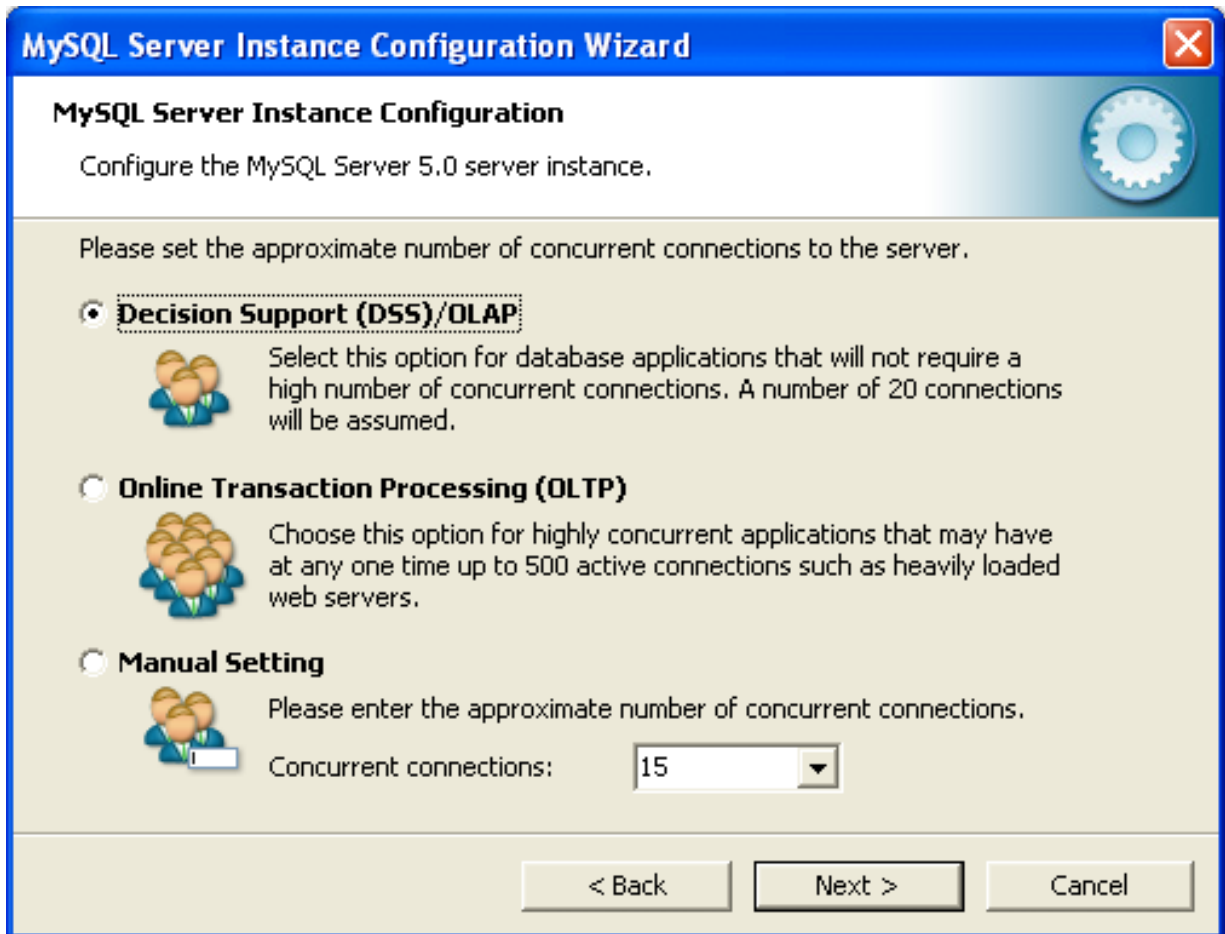 MySQL Server Instance Configuration Wizard
MySQL Server Instance Configuration
Configure the MySQL Server 5.0 server instance.
Please set the approximate number of concurrent connections to the server.
Decision Support (DSS)/OLAP
Select this option for database applications that will not require a
high number of concurrent connections. A number of 20 connections
will be assumed.
Online Transaction Processing (OLTP)
Choose this option for highly concurrent applications that may have
at any one time up to 500 active connections such as heavily loaded
web servers.
Manual Setting
Please enter the approximate number of concurrent connections.
Concurrent connections: 15
< Back Next > Cancel